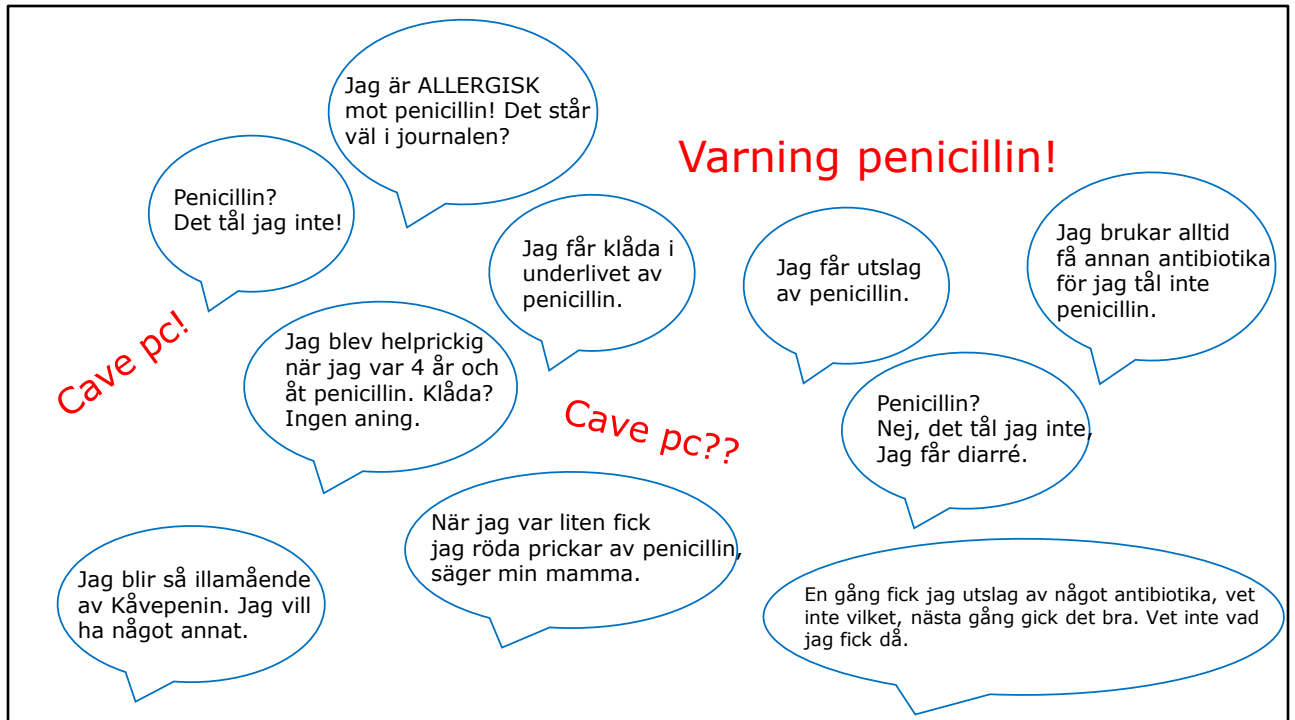 Jag är ALLERGISK
mot penicillin! Det står
väl i journalen?
Varning penicillin!
Penicillin?
Det tål jag inte!
Jag får klåda i
underlivet av
penicillin.
Jag får utslag
av penicillin.
Jag brukar alltid
få annan antibiotika
för jag tål inte
penicillin.
Cave pc!
Jag blev helprickig
när jag var 4 år och
åt penicillin. Klåda?
Ingen aning.
Cave pc??
Penicillin?
Nej, det tål jag inte,
Jag får diarré.
När jag var liten fick
jag röda prickar av penicillin,
säger min mamma.
Jag blir så illamående
av Kåvepenin. Jag vill
ha något annat.
En gång fick jag utslag av något antibiotika, vet
inte vilket, nästa gång gick det bra. Vet inte vad
jag fick då.